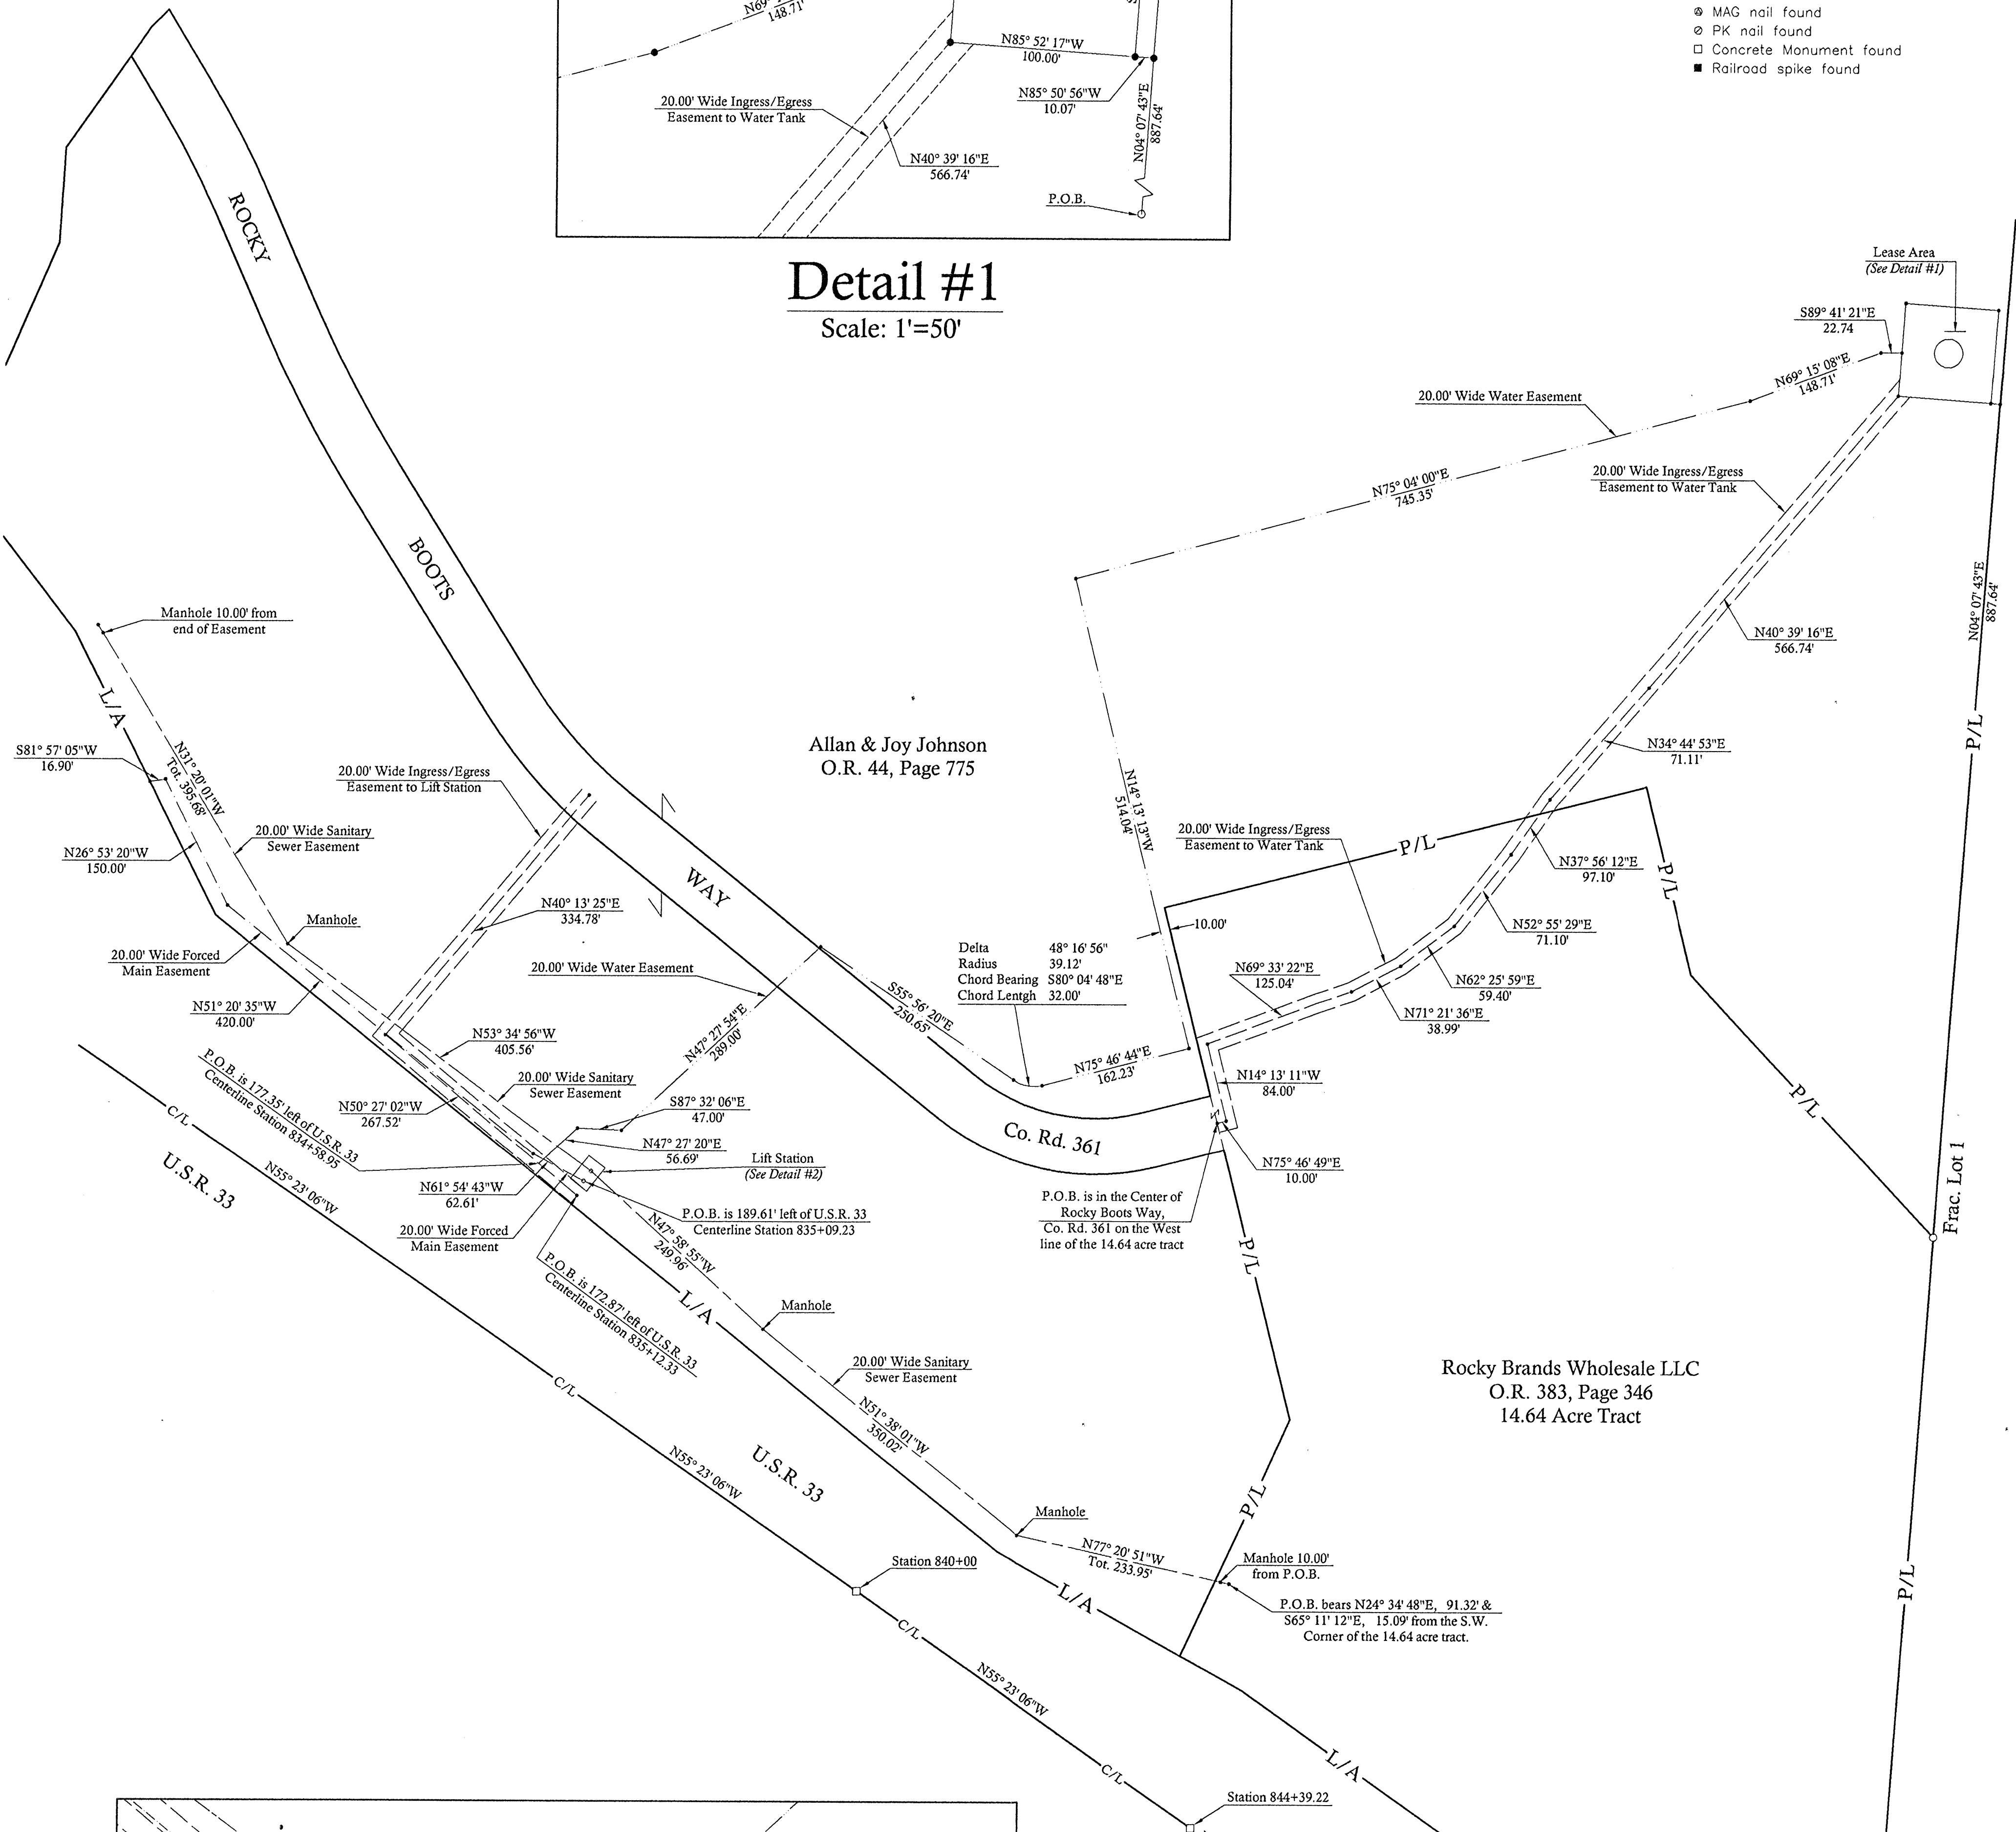 N69°
148.71'
N85° 52' 17"W
100.00'
N85° 50' 56"W
10.07'
N04° 07' 43"E
887.64'
20.00' Wide Ingress/Egress
Easement to Water Tank
N40° 39' 16"E
566.74'
P.O.B.
Detail #1
Scale: 1'=50'
MAG nail found
PK nail found
Concrete Monument found
Railroad spike found
ROCKY
BOOTS
WAY
Co. Rd. 361
Lease Area
(See Detail #1)
S89° 41' 21"E
22.74
N69° 15' 08"E
148.71'
20.00' Wide Water Easement
N75° 04' 00"E
745.35'
20.00' Wide Ingress/Egress
Easement to Water Tank
N04° 07' 43"E
887.64'
N40° 39' 16"E
566.74'
P/L
N34° 44' 53"E
71.11'
Manhole 10.00' from
end of Easement
L/A
S81° 57' 05"W
16.90'
N31° 20' 01"W
Tot. 395.68'
20.00' Wide Ingress/Egress
Easement to Lift Station
Allan & Joy Johnson
O.R. 44, Page 775
N14° 13' 13"W
514.04'
20.00' Wide Sanitary
Sewer Easement
N26° 53' 20"W
150.00'
20.00' Wide Ingress/Egress
Easement to Water Tank
P/L
P/L
N37° 56' 12"E
97.10'
N40° 13' 25"E
334.78'
Manhole
10.00'
N52° 55' 29"E
71.10'
20.00' Wide Forced
Main Easement
20.00' Wide Water Easement
Delta 48° 16' 56"
Radius 39.12'
Chord Bearing S80° 04' 48"E
Chord Lentgh 32.00'
N69° 33' 22"E
125.04'
N62° 25' 59"E
59.40'
N51° 20' 35"W
420.00'
S55° 56' 20"E
250.65'
N71° 21' 36"E
38.99'
N53° 34' 56"W
405.56'
N47° 27' 54"E
289.00'
N75° 46' 44"E
162.23'
N14° 13' 11"W
84.00'
P/L
P.O.B. is 177.35' left of U.S.R. 33
Centerline Station 834+58.95
20.00' Wide Sanitary
Sewer Easement
N50° 27' 02"W
267.52'
S87° 32' 06"E
47.00'
C/L
N47° 27' 20"E
56.69'
Lift Station
(See Detail #2)
N75° 46' 49"E
10.00'
U.S.R. 33
N55° 23' 06"W
N61° 54' 43"W
62.61'
P.O.B. is 189.61' left of U.S.R. 33
Centerline Station 835+09.23
P.O.B. is in the Center of
Rocky Boots Way,
Co. Rd. 361 on the West
line of the 14.64 acre tract
Frac. Lot 1
20.00' Wide Forced
Main Easement
N47° 58' 55"W
249.96'
P/L
P.O.B. is 172.87' left of U.S.R. 33
Centerline Station 835+12.33
L/A
Manhole
20.00' Wide Sanitary
Sewer Easement
Rocky Brands Wholesale LLC
O.R. 383, Page 346
14.64 Acre Tract
C/L
N51° 38' 01"W
350.02'
N55° 23' 06"W
U.S.R. 33
P/L
Manhole
N77° 20' 51"W
Tot. 233.95'
Station 840+00
Manhole 10.00'
from P.O.B.
P/L
L/A
P.O.B. bears N24° 34' 48"E, 91.32' &
S65° 11' 12"E, 15.09' from the S.W.
Corner of the 14.64 acre tract.
C/L
N55° 23' 06"W
L/A
C/L
Station 844+39.22